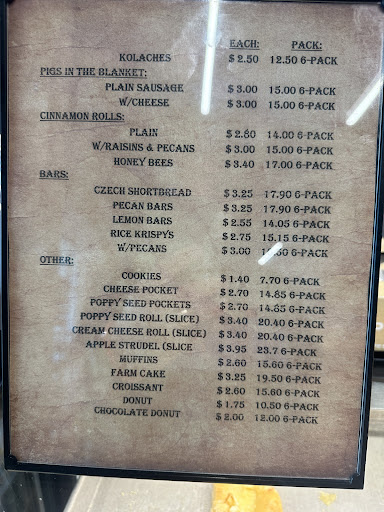 EACH: PACK:
KOLACHES $2.50 12.50 6-PACK
PIGS IN THE BLANKET:
PLAIN SAUSAGE $3.00 15.00 6-PACK
W/CHEESE $3.00 15.00 6-PACK
CINNAMON ROLLS:
PLAIN $2.80 14.00 6-PACK
W/RAISINS & PECANS $3.00 15.00 6-PACK
HONEY BEES $3.40 17.00 6-PACK
BARS:
CZECH SHORTBREAD $3.25 17.90 6-PACK
PECAN BARS $3.25 17.90 6-PACK
LEMON BARS $2.55 14.05 6-PACK
RICE KRISPYS $2.75 15.15 6-PACK
W/PECANS $3.00 6-PACK
OTHER:
COOKIES $1.40 7.70 6-PACK
CHEESE POCKET $2.70 14.85 6-PACK
POPPY SEED POCKETS $2.70 14.85 6-PACK
POPPY SEED ROLL (SLICE) $3.40 20.40 6-PACK
CREAM CHEESE ROLL (SLICE) $3.40 20.40 6-PACK
APPLE STRUDEL (SLICE $3.95 23.7 6-PACK
MUFFINS $2.60 15.60 6-PACK
FARM CAKE $3.25 19.50 6-PACK
CROISSANT $2.60 15.60 6-PACK
DONUT $1.75 10.50 6-PACK
CHOCOLATE DONUT $2.00 12.00 6-PACK